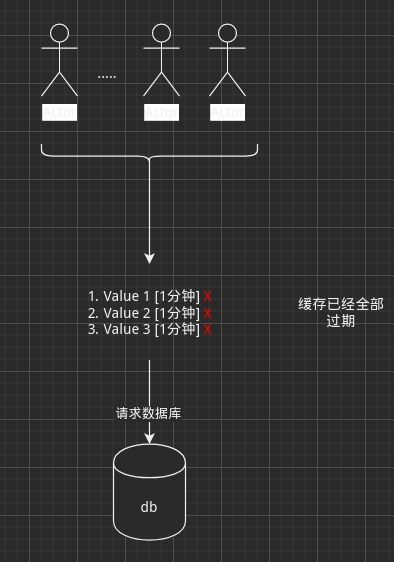 .....
Actor
Actor
Actor
1. Value 1 [1分钟] X
2. Value 2 [1分钟] X
3. Value 3 [1分钟] X
缓存已经全部
过期
请求数据库
db